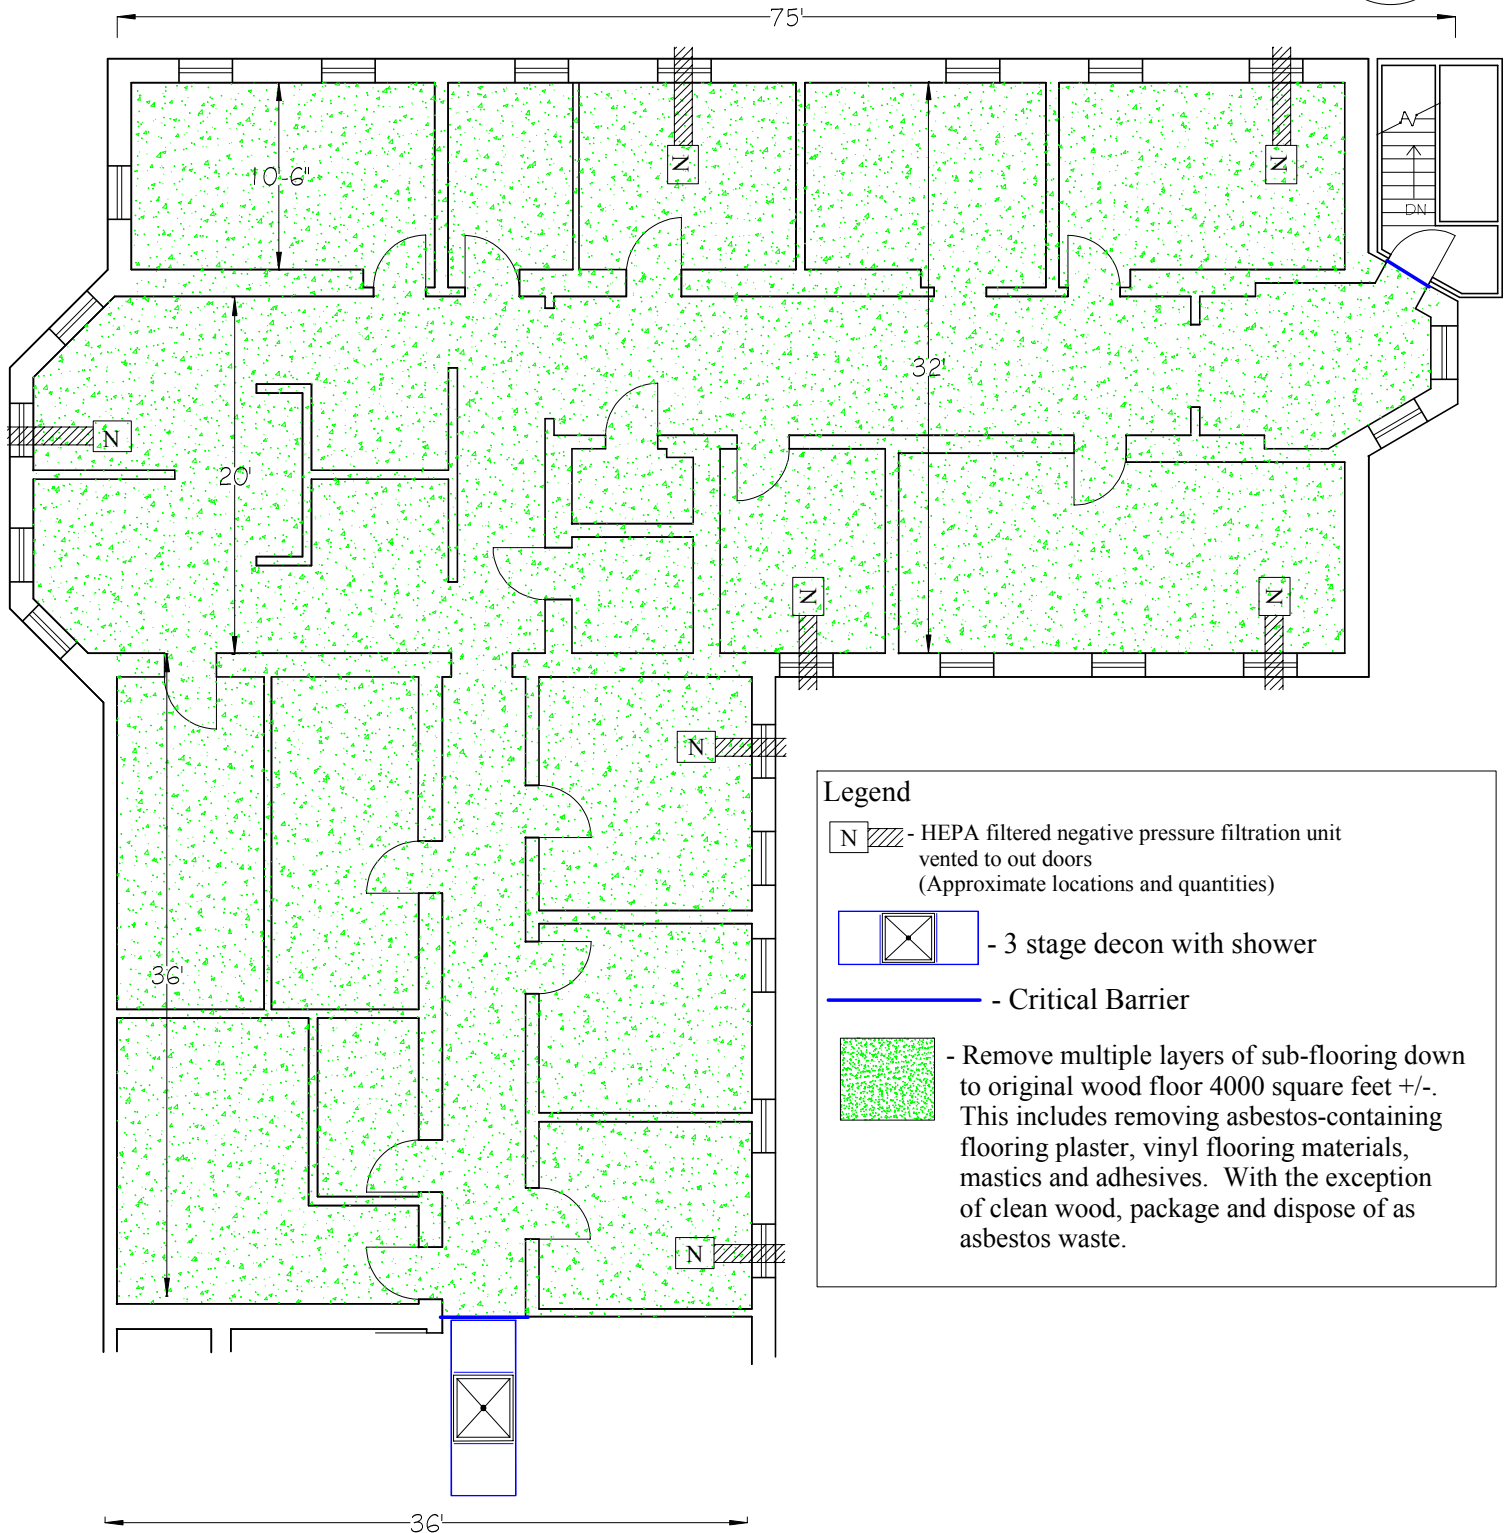 75'
10'-6"
N
N
DN
32'
N
20'
N
N
N
36'
N
36'
Legend
N - HEPA filtered negative pressure filtration unit
vented to out doors
(Approximate locations and quantities)
- 3 stage decon with shower
- Critical Barrier
- Remove multiple layers of sub-flooring down
to original wood floor 4000 square feet +/-.
This includes removing asbestos-containing
flooring plaster, vinyl flooring materials,
mastics and adhesives. With the exception
of clean wood, package and dispose of as
asbestos waste.